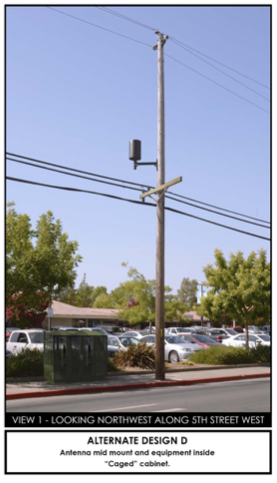 VIEW 1 - LOOKING NORTHWEST ALONG 5TH STREET WEST
ALTERNATE DESIGN D
Antenna mid mount and equipment inside
"Caged" cabinet.